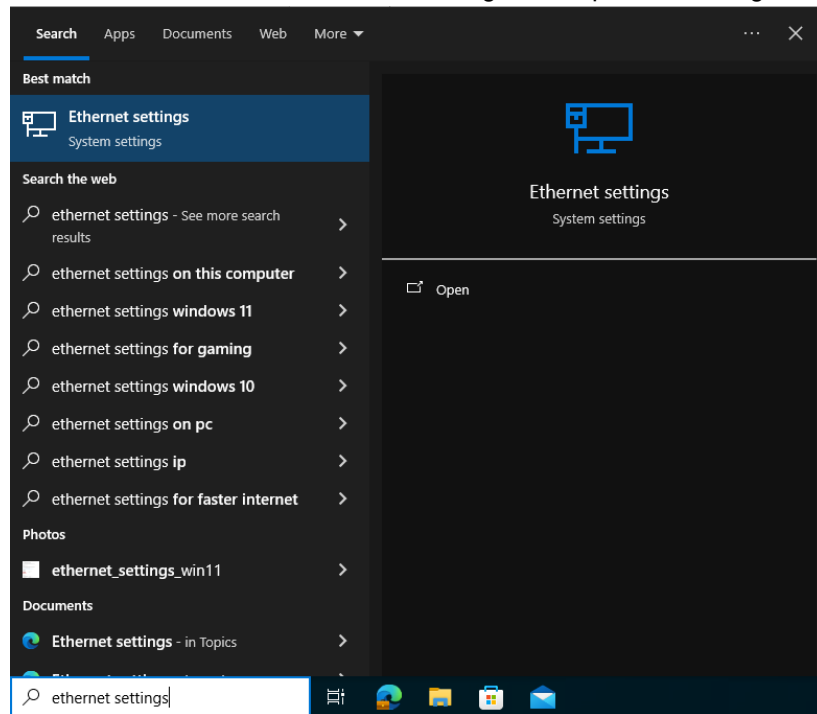 Search Apps Documents Web More
Best match
Ethernet settings
System settings
Search the web
ethernet settings - See more search
results
ethernet settings on this computer
ethernet settings windows 11
ethernet settings for gaming
ethernet settings windows 10
ethernet settings on pc
ethernet settings ip
ethernet settings for faster internet
Photos
ethernet_settings_win11
Documents
Ethernet settings - in Topics
ethernet settings
Ethernet settings
System settings
Open